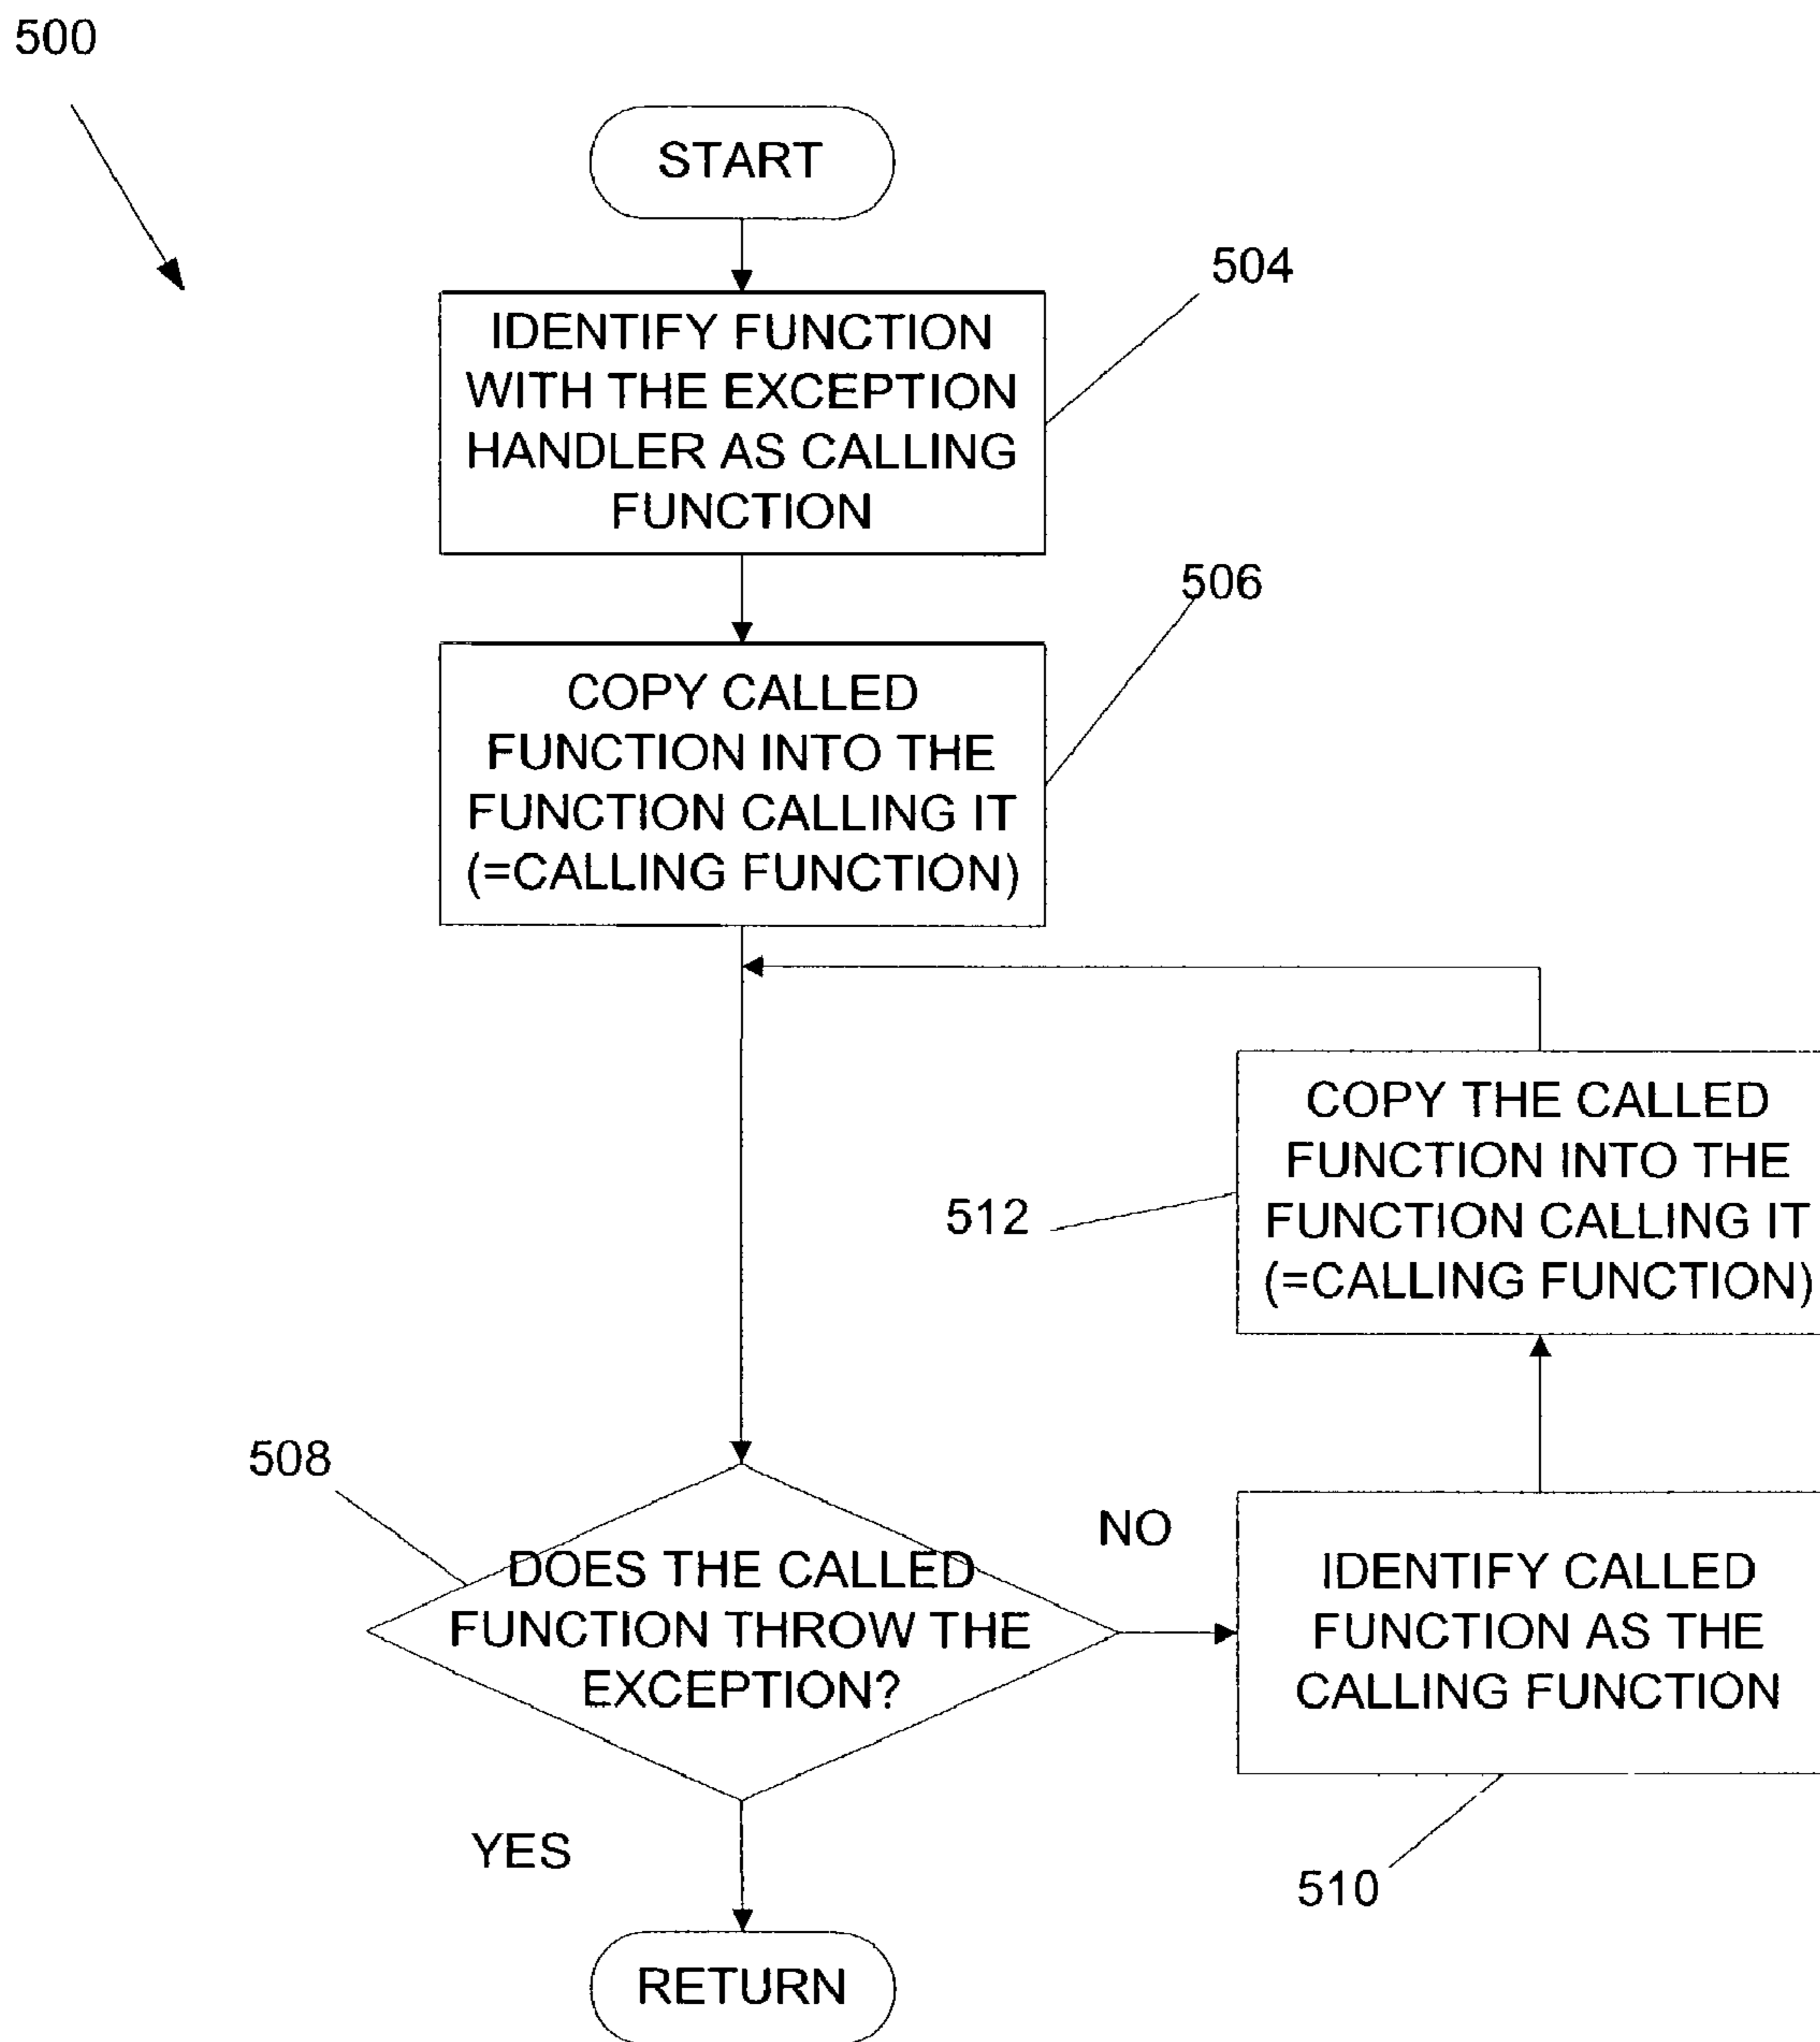 500
START
504
IDENTIFY FUNCTION
WITH THE EXCEPTION
HANDLER AS CALLING
FUNCTION
506
COPY CALLED
FUNCTION INTO THE
FUNCTION CALLING IT
(=CALLING FUNCTION)
COPY THE CALLED
FUNCTION INTO THE
FUNCTION CALLING IT
(=CALLING FUNCTION)
512
508
DOES THE CALLED
FUNCTION THROW THE
EXCEPTION?
NO
IDENTIFY CALLED
FUNCTION AS THE
CALLING FUNCTION
510
YES
RETURN